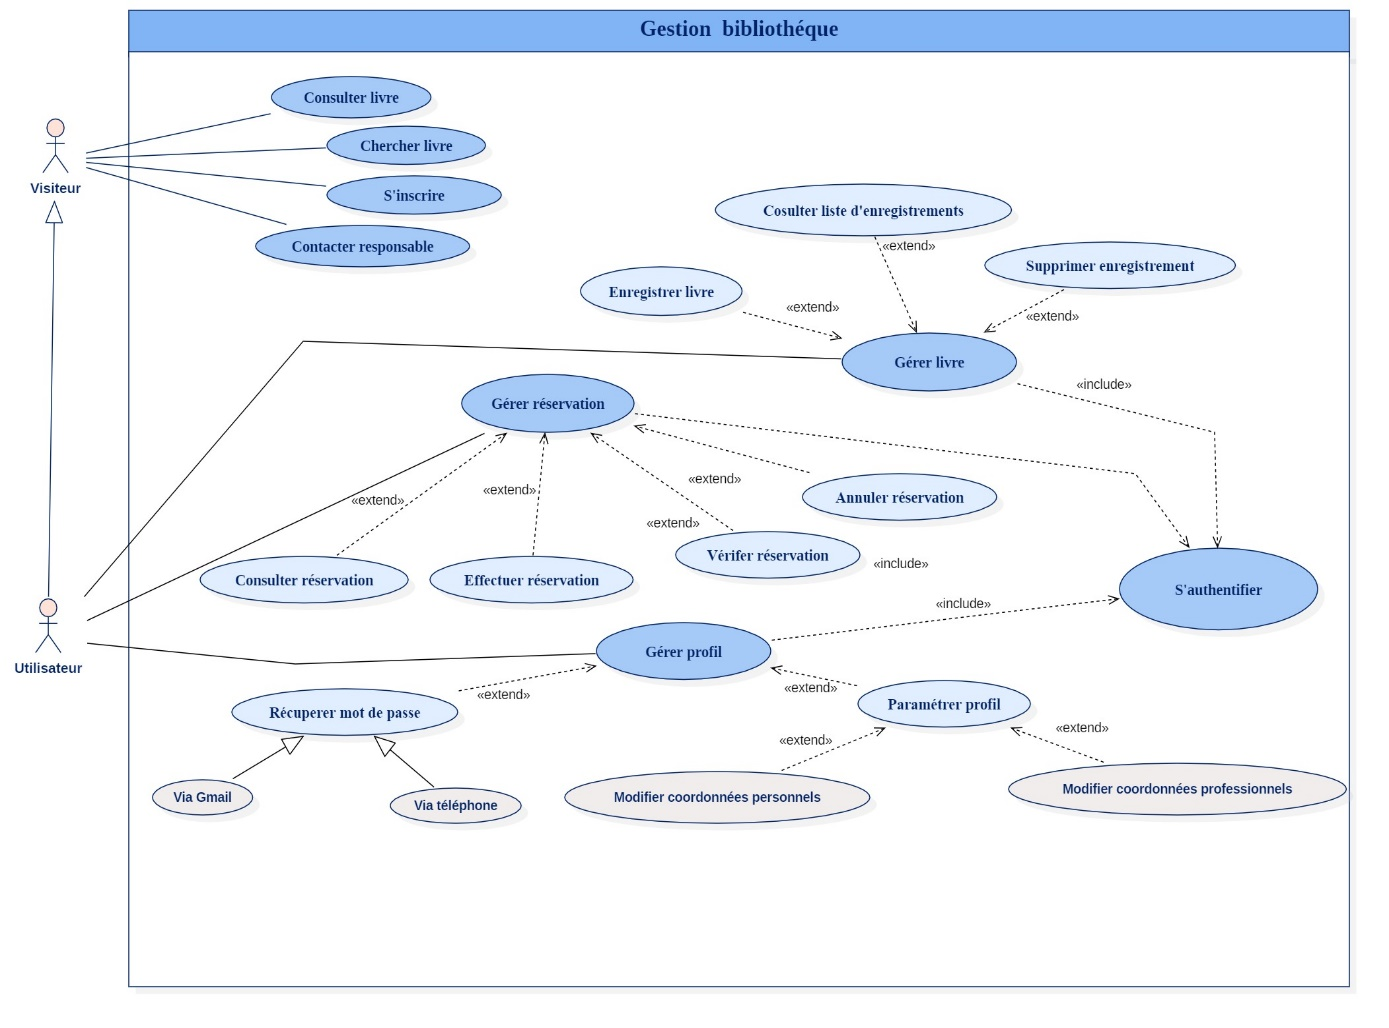 Gestion bibliothéque
Consulter livre
Chercher livre
Visiteur
S'inscrire
Contacter responsable
Cosulter liste d'enregistrements
«extend»
Supprimer enregistrement
Enregistrer livre
«extend»
«extend»
Gérer livre
«include»
Gérer réservation
«extend»
«extend»
«extend»
Annuler réservation
«extend»
Vérifer réservation
«include»
Consulter réservation
Effectuer réservation
S'authentifier
«include»
Utilisateur
Gérer profil
«extend»
«extend»
Récuperer mot de passe
Paramétrer profil
«extend»
«extend»
Via Gmail
Via téléphone
Modifier coordonnées personnels
Modifier coordonnées professionnels